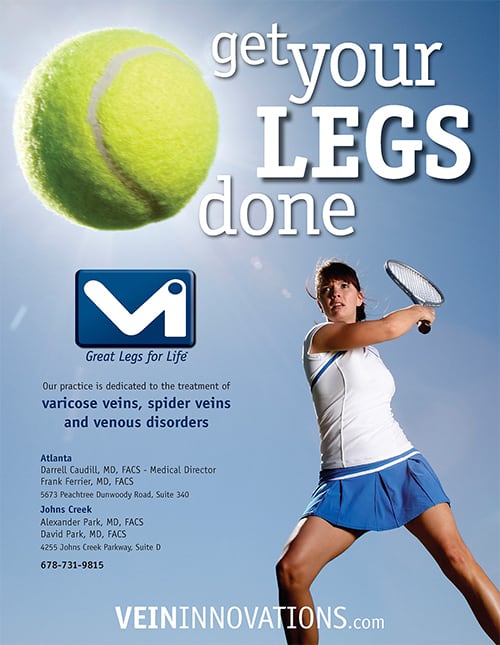 get your
LEGS
done
Great Legs for Life
Our practice is dedicated to the treatment of
varicose veins, spider veins
and venous disorders
Atlanta
Darrell Caudill, MD, FACS - Medical Director
Frank Ferrier, MD, FACS
5673 Peachtree Dunwoody Road, Suite 340
Johns Creek
Alexander Park, MD, FACS
David Park, MD, FACS
4255 Johns Creek Parkway, Suite D
678-731-9815
VEININNOVATIONS.com